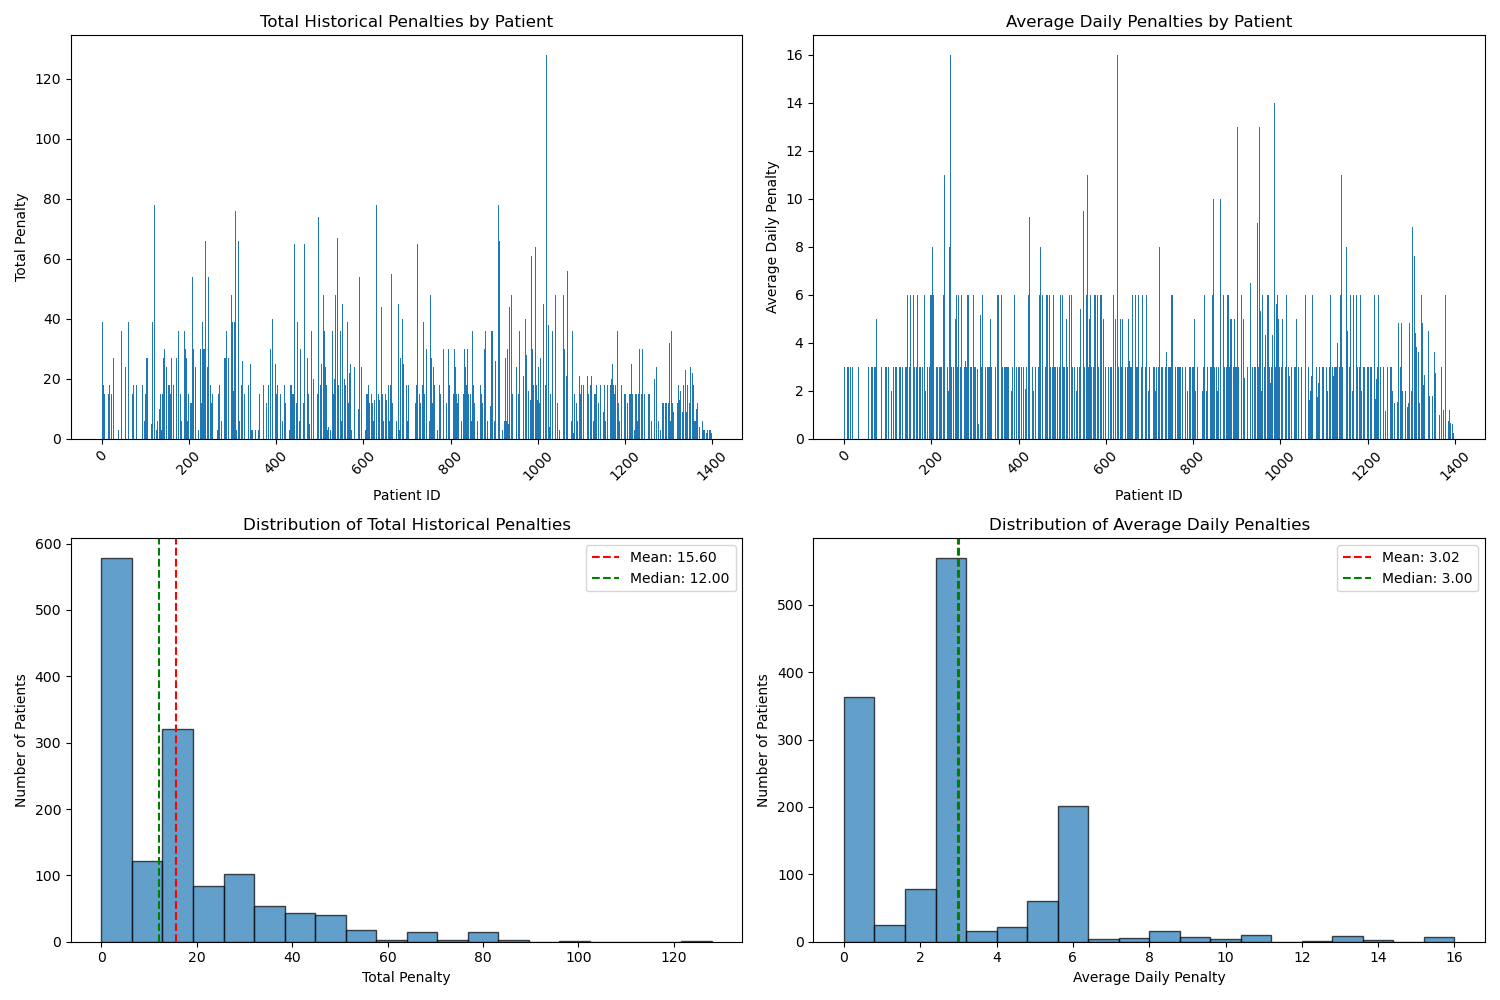 Total Historical Penalties by Patient
Total Penalty
120
100
80
60
40
20
0
0 200 400 600 800 1000 1200 1400
Patient ID
Average Daily Penalties by Patient
Average Daily Penalty
16
14
12
10
8
6
4
2
0
0 200 400 600 800 1000 1200 1400
Patient ID
Distribution of Total Historical Penalties
Number of Patients
600
500
400
300
200
100
0
Mean: 15.60
Median: 12.00
0 20 40 60 80 100 120
Total Penalty
Distribution of Average Daily Penalties
Number of Patients
500
400
300
200
100
0
Mean: 3.02
Median: 3.00
0 2 4 6 8 10 12 14 16
Average Daily Penalty